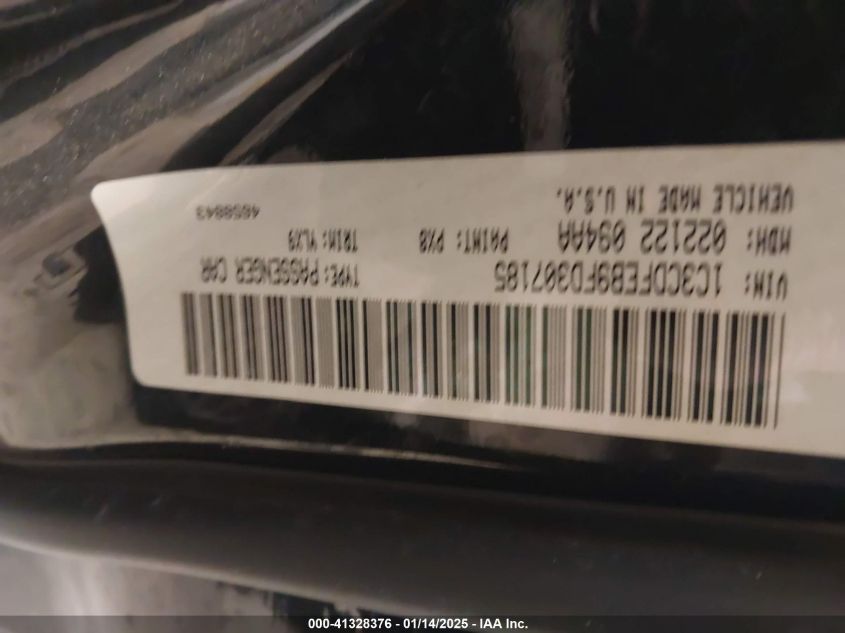 VIN: 1C3CDFEB9FD307185 TYPE: PASSENGER CAR
MDH: 022122 094AA PAINT: PX8 TRIM: VLX9
VEHICLE MADE IN U.S.A. 4658843
000-41328376 - 01/14/2025 - IAA Inc.